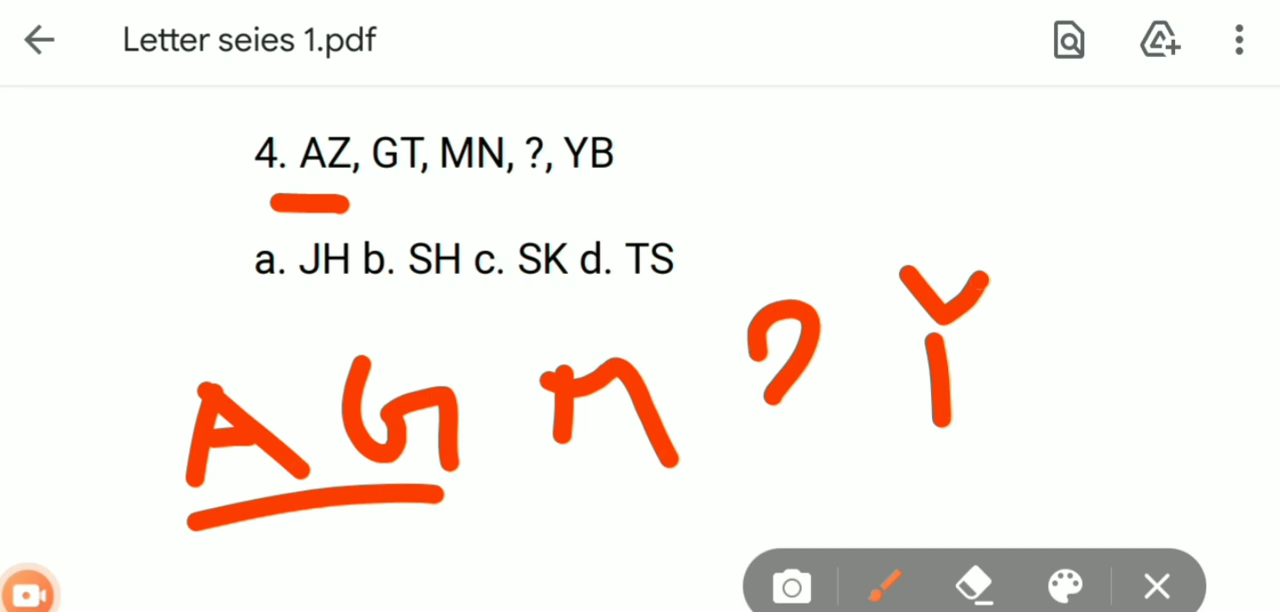 Letter seies 1.pdf
4. AZ, GT, MN, ?, YB
a. JH b. SH c. SK d. TS
A G M ? Y